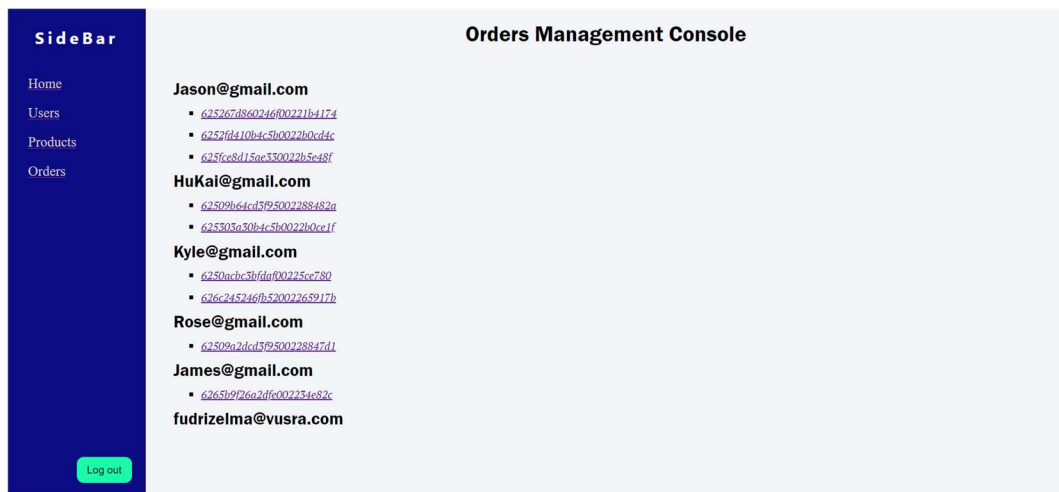 SideBar
Home
Users
Products
Orders
Log out
Orders Management Console
Jason@gmail.com
625267d860246f00221b4174
6252fd410b4c5b0022b0cd4c
625fce8d15ae330022b5e48f
HuKai@gmail.com
62509b64cd3f95002288482a
625303a30b4c5b0022b0ce1f
Kyle@gmail.com
6250acbc3bfdaf00225ce780
626c245246fb52002265917b
Rose@gmail.com
62509a2dcd3f9500228847d1
James@gmail.com
6265b9f26a2dfe002234e82c
fudrizelma@vusra.com